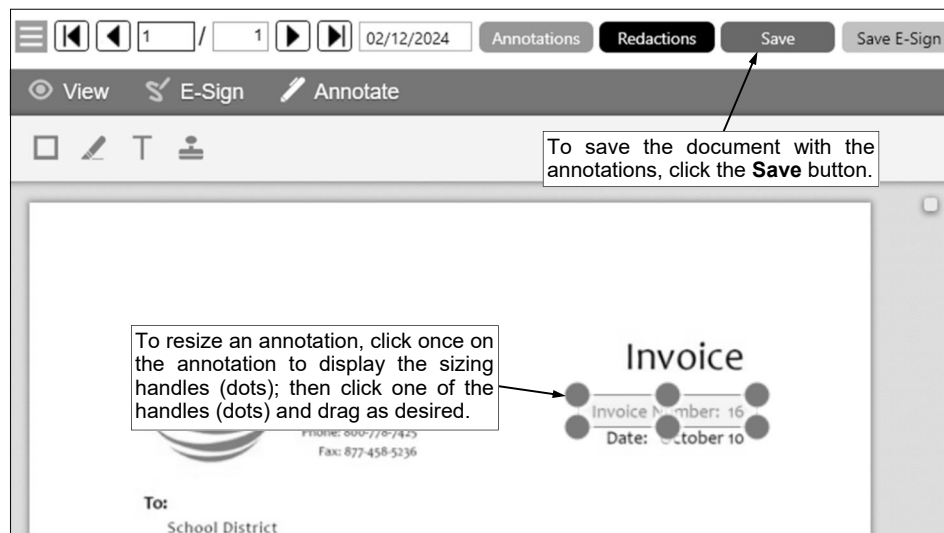 1 / 1 02/12/2024 Annotations Redactions Save Save E-Sign
View E-Sign Annotate
T
To save the document with the
annotations, click the Save button.
To resize an annotation, click once on
the annotation to display the sizing
handles (dots); then click one of the
handles (dots) and drag as desired.
Invoice
Invoice Number: 16
Date: October 10
Phone: 800-778-7425
Fax: 877-458-5236
To:
School District